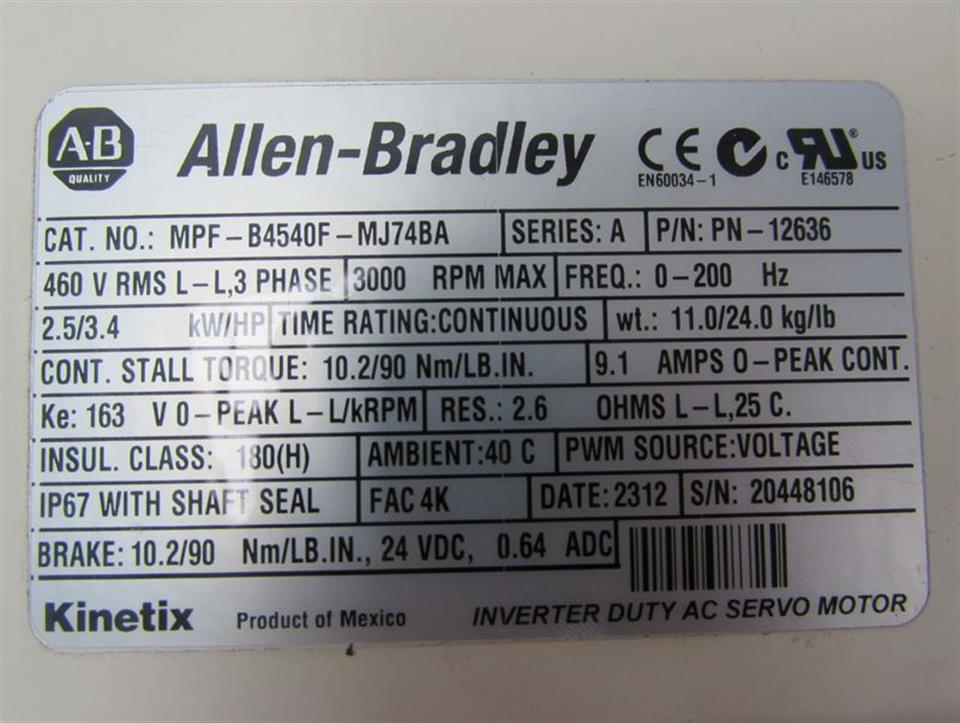 A-B
QUALITY
Allen-Bradley
CE
EN60034-1
C
US
E146578
CAT. NO.: MPF-B4540F-MJ74BA SERIES: A P/N: PN-12636
460 V RMS L-L,3 PHASE 3000 RPM MAX FREQ.: 0-200 Hz
2.5/3.4 kW/HP TIME RATING:CONTINUOUS wt.: 11.0/24.0 kg/lb
CONT. STALL TORQUE: 10.2/90 Nm/LB.IN. 9.1 AMPS 0-PEAK CONT.
Ke: 163 V 0-PEAK L-L/kRPM RES.: 2.6 OHMS L-L,25 C.
INSUL. CLASS: 180(H) AMBIENT:40 C PWM SOURCE:VOLTAGE
IP67 WITH SHAFT SEAL FAC 4K DATE: 2312 S/N: 20448106
BRAKE: 10.2/90 Nm/LB.IN., 24 VDC, 0.64 ADC
Kinetix Product of Mexico INVERTER DUTY AC SERVO MOTOR